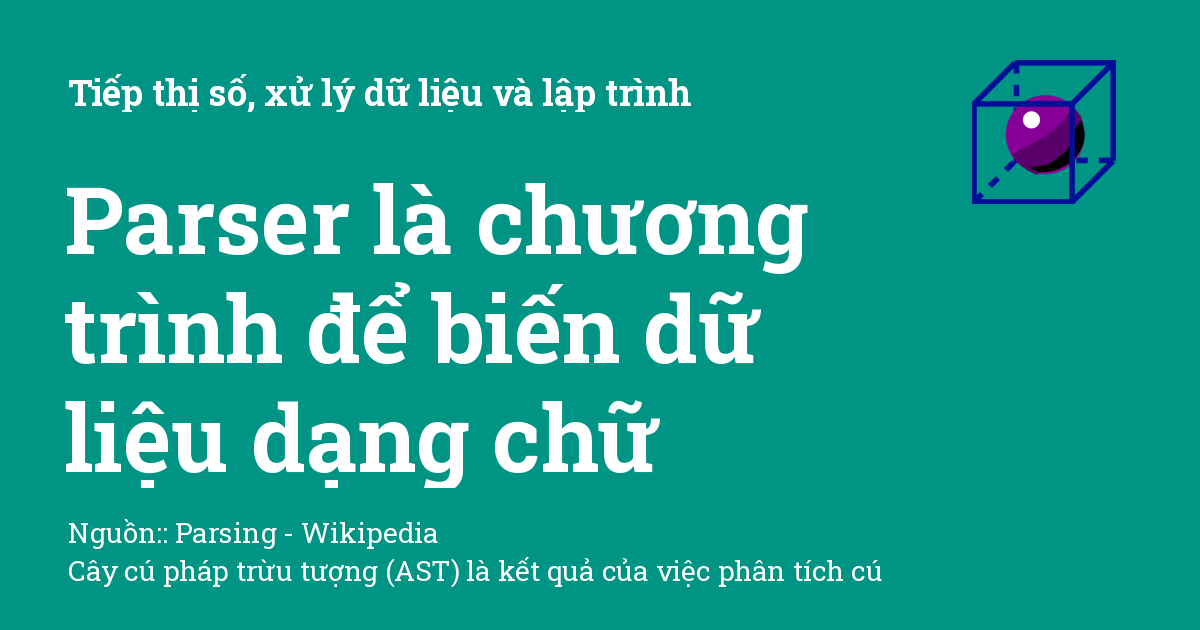 Tiếp thị số, xử lý dữ liệu và lập trình
Parser là chương
trình để biến dữ
liệu dạng chữ
Nguồn:: Parsing - Wikipedia
Cây cú pháp trừu tượng (AST) là kết quả của việc phân tích cú